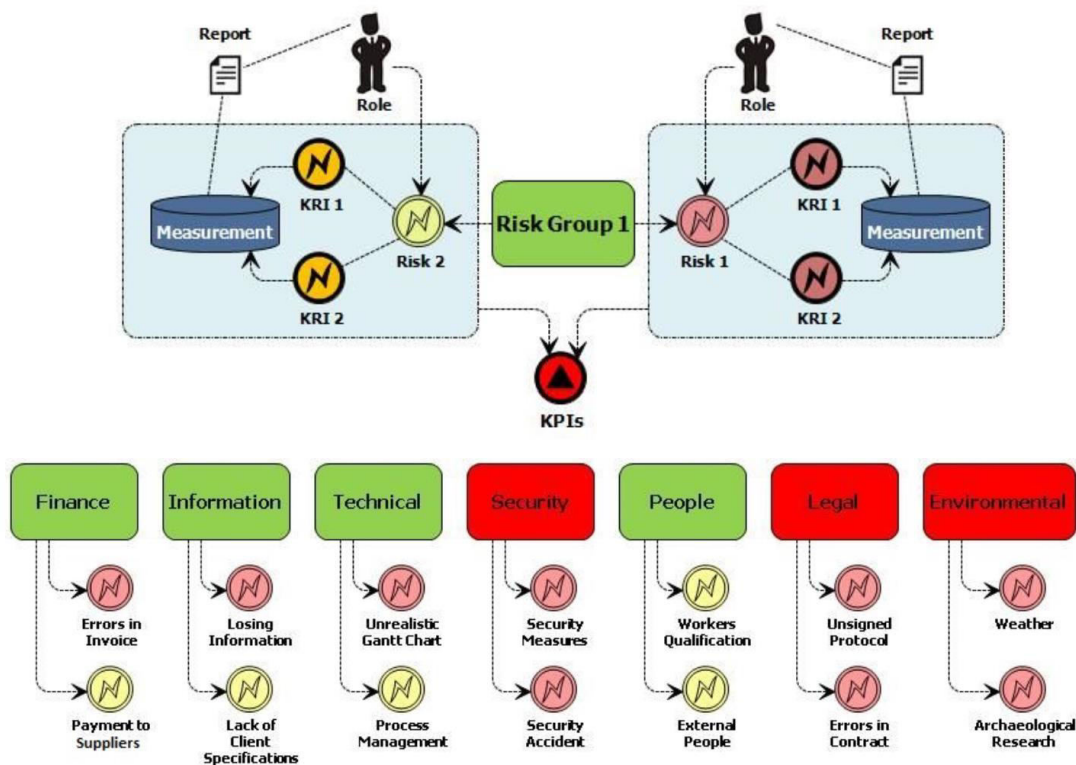 Report
Role
KRI 1
Measurement
Risk 2
KRI 2
Risk Group 1
Role
Report
KRI 1
Risk 1
Measurement
KRI 2
KPIs
Finance
Information
Technical
Security
People
Legal
Environmental
Errors in
Invoice
Losing
Information
Unrealistic
Gantt Chart
Security
Measures
Workers
Qualification
Unsigned
Protocol
Weather
Payment to
Suppliers
Lack of
Client
Specifications
Process
Management
Security
Accident
External
People
Errors in
Contract
Archaeological
Research